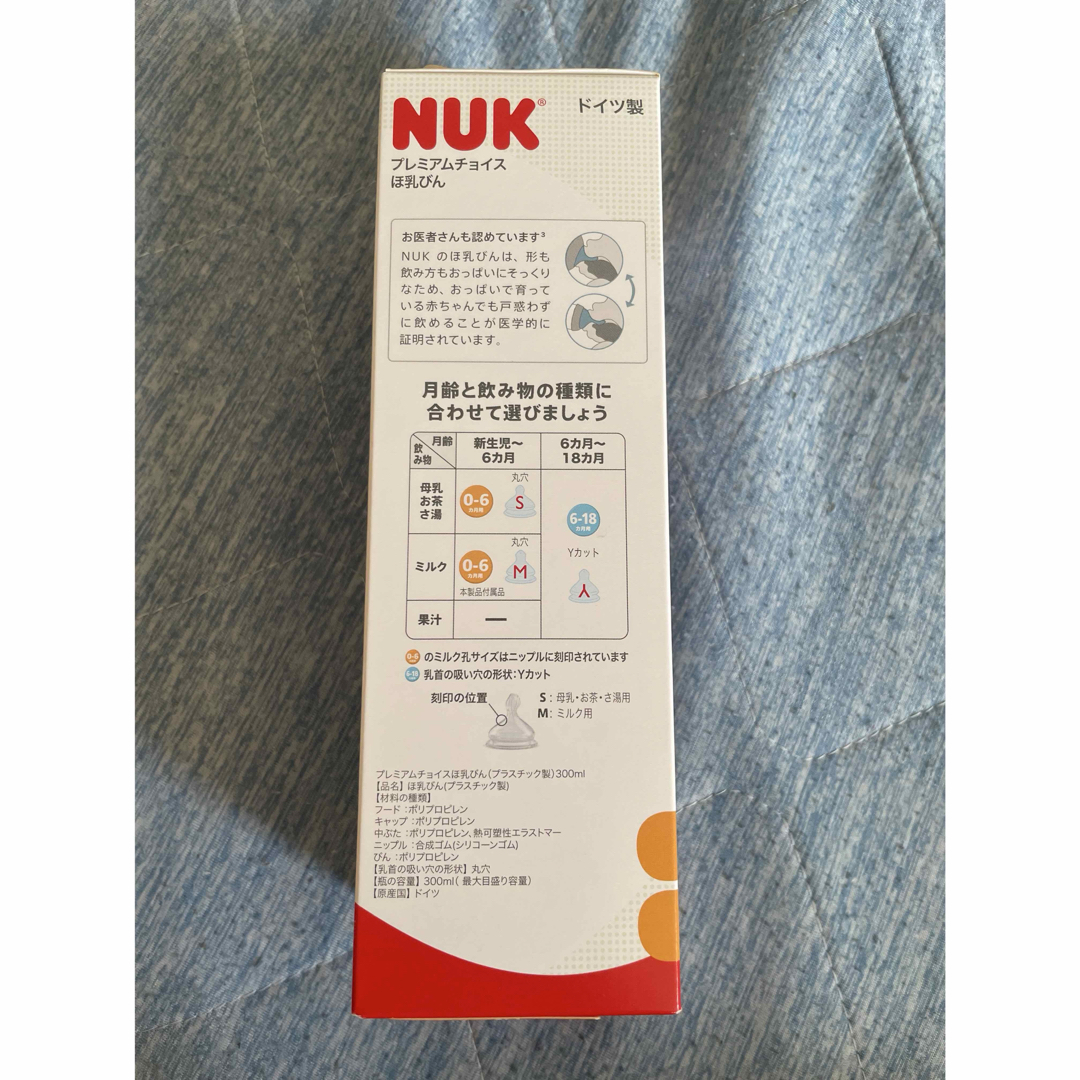 NUK®
ドイツ製
プレミアムチョイス
ほ乳びん
お医者さんも認めています³
NUK のほ乳びんは、形も
飲み方もおっぱいにそっくり
なため、おっぱいで育って
いる赤ちゃんでも戸惑わず
に飲めることが医学的に
証明されています。
月齢と飲み物の種類に
合わせて選びましょう
月齢
飲み物
新生児〜
6カ月
6カ月〜
18カ月
母乳
お茶
さ湯
0-6
カ月用
丸穴
S
6-18
カ月用
Yカット
ミルク
0-6
カ月用
丸穴
M
本製品付属品
果汁
—
0-6 のミルク孔サイズはニップルに刻印されています
6-18 乳首の吸い穴の形状:Yカット
刻印の位置
S:母乳・お茶・さ湯用
M:ミルク用
プレミアムチョイスほ乳びん(プラスチック製)300ml
【品名】ほ乳びん(プラスチック製)
【材料の種類】
フード:ポリプロピレン
キャップ:ポリプロピレン
中ぶた:ポリプロピレン、熱可塑性エラストマー
ニップル:合成ゴム(シリコーンゴム)
びん:ポリプロピレン
【乳首の吸い穴の形状】丸穴
【瓶の容量】300ml(最大目盛り容量)
【原産国】ドイツ